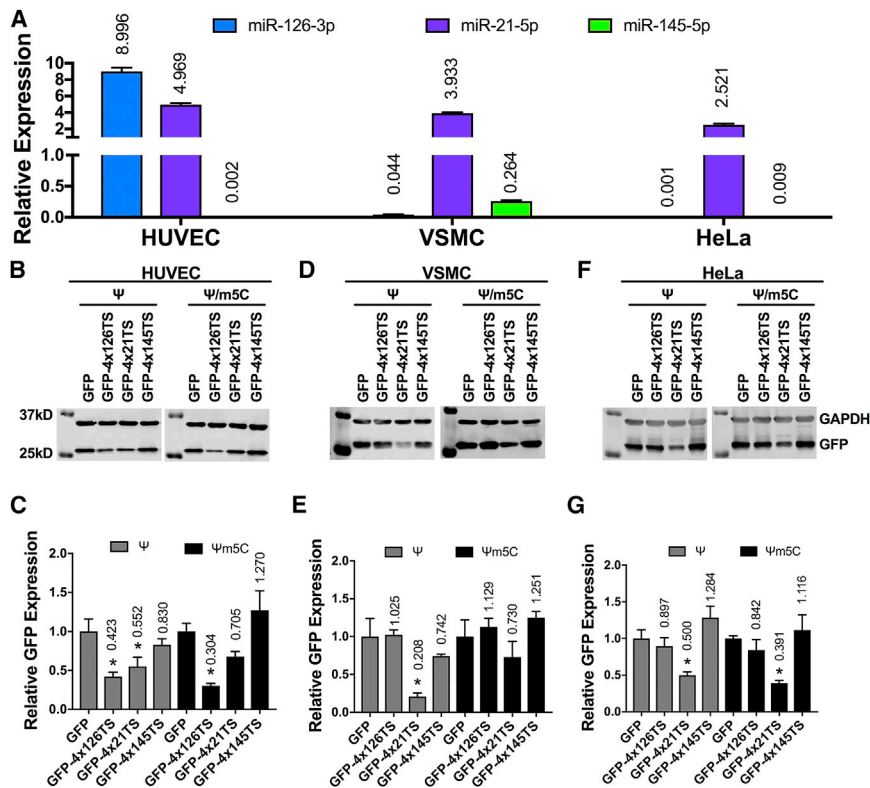 A
miR-126-3p miR-21-5p miR-145-5p
Relative Expression
10
8
6
4
2
1.0
0.5
0.0
8.996 4.969 0.002
0.044 3.933 0.264
0.001 2.521 0.009
HUVEC VSMC HeLa
B
HUVEC
Ψ Ψ/m5C
GFP GFP-4x126TS GFP-4x21TS GFP-4x145TS GFP GFP-4x126TS GFP-4x21TS GFP-4x145TS
37kD
25kD
D
VSMC
Ψ Ψ/m5C
GFP GFP-4x126TS GFP-4x21TS GFP-4x145TS GFP GFP-4x126TS GFP-4x21TS GFP-4x145TS
F
HeLa
Ψ Ψ/m5C
GFP GFP-4x126TS GFP-4x21TS GFP-4x145TS GFP GFP-4x126TS GFP-4x21TS GFP-4x145TS
GAPDH
GFP
C
Ψ Ψm5C
Relative GFP Expression
2.0
1.5
1.0
0.5
0.0
* 0.423 * 0.552 0.830 * 0.304 0.705 1.270
GFP GFP-4x126TS GFP-4x21TS GFP-4x145TS GFP GFP-4x126TS GFP-4x21TS GFP-4x145TS
E
Ψ Ψm5C
Relative GFP Expression
2.0
1.5
1.0
0.5
0.0
1.025 * 0.208 0.742 1.129 0.730 1.251
GFP GFP-4x126TS GFP-4x21TS GFP-4x145TS GFP GFP-4x126TS GFP-4x21TS GFP-4x145TS
G
Ψ Ψm5C
Relative GFP Expression
2.0
1.5
1.0
0.5
0.0
0.897 * 0.500 1.284 0.842 * 0.391 1.116
GFP GFP-4x126TS GFP-4x21TS GFP-4x145TS GFP GFP-4x126TS GFP-4x21TS GFP-4x145TS